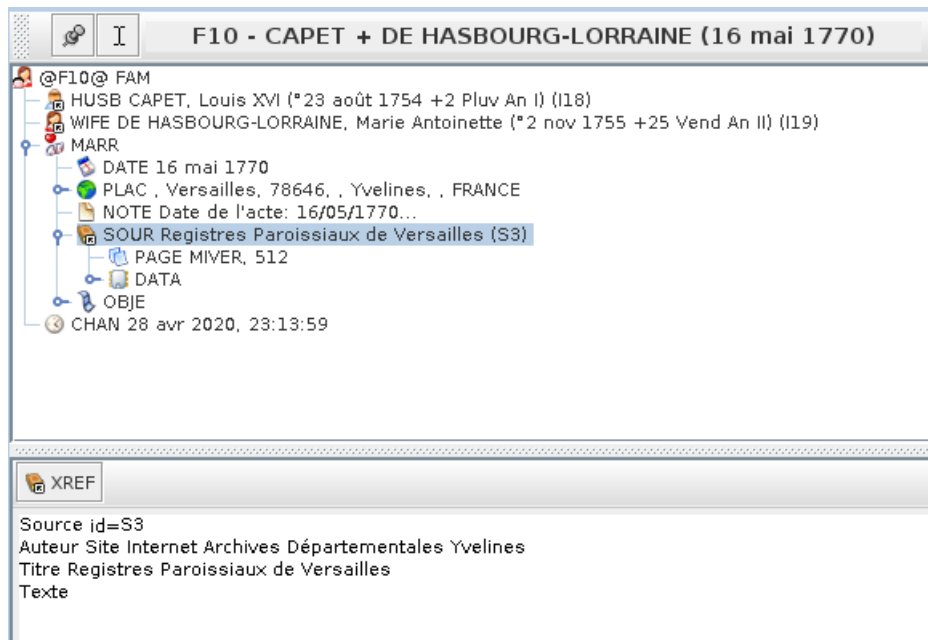 F10 - CAPET + DE HASBOURG-LORRAINE (16 mai 1770)
@F10@ FAM
HUSB CAPET, Louis XVI (°23 août 1754 +2 Pluv An I) (I18)
WIFE DE HASBOURG-LORRAINE, Marie Antoinette (°2 nov 1755 +25 Vend An II) (I19)
MARR
DATE 16 mai 1770
PLAC , Versailles, 78646, , Yvelines, , FRANCE
NOTE Date de l'acte: 16/05/1770...
SOUR Registres Paroissiaux de Versailles (S3)
PAGE MIVER, 512
DATA
OBJE
CHAN 28 avr 2020, 23:13:59
XREF
Source id=S3
Auteur Site Internet Archives Départementales Yvelines
Titre Registres Paroissiaux de Versailles
Texte